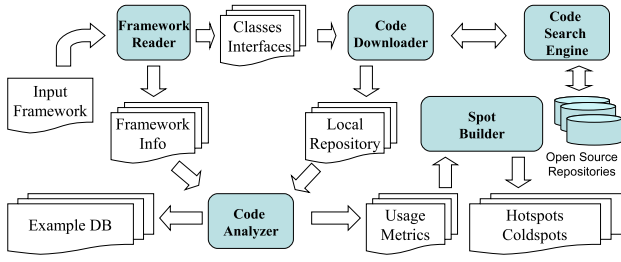 Framework
Reader
Classes
Interfaces
Code
Downloader
Code
Search
Engine
Input
Framework
Framework
Info
Local
Repository
Spot
Builder
Open Source
Repositories
Example DB
Code
Analyzer
Usage
Metrics
Hotspots
Coldspots